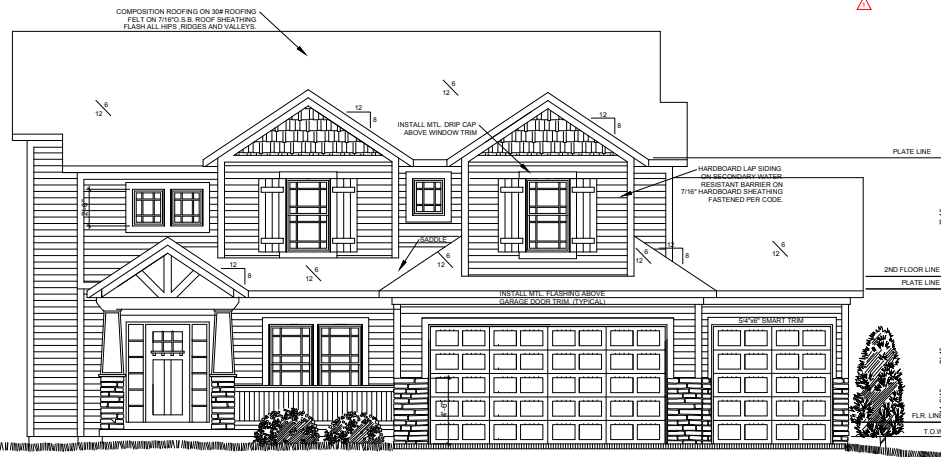 COMPOSITION ROOFING ON 30# ROOFING
FELT ON 7/16"O.S.B. ROOF SHEATHING
FLASH ALL HIPS ,RIDGES AND VALLEYS.
1
6
12
6
12
12
8
12
8
INSTALL MTL. DRIP CAP
ABOVE WINDOW TRIM
PLATE LINE
HARDBOARD LAP SIDING
ON SECONDARY WATER
RESISTANT BARRIER ON
7/16" HARDBOARD SHEATHING
FASTENED PER CODE.
SADDLE
12
8
6
12
6
12
6
12
12
8
6
12
2ND FLOOR LINE
PLATE LINE
INSTALL MTL. FLASHING ABOVE
GARAGE DOOR TRIM. (TYPICAL)
5/4"x6" SMART TRIM
4'-6"
FLR. LINE
T.O.W